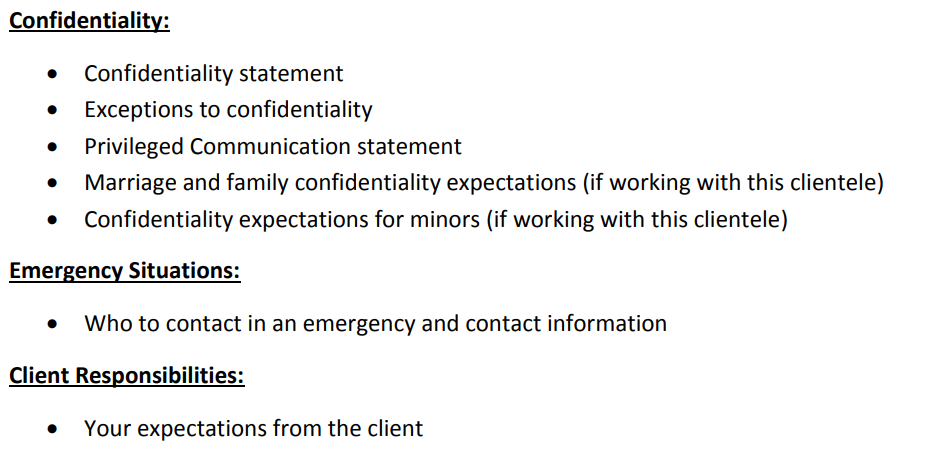 Confidentiality:
• Confidentiality statement
• Exceptions to confidentiality
• Privileged Communication statement
• Marriage and family confidentiality expectations (if working with this clientele)
• Confidentiality expectations for minors (if working with this clientele)
Emergency Situations:
• Who to contact in an emergency and contact information
Client Responsibilities:
• Your expectations from the client